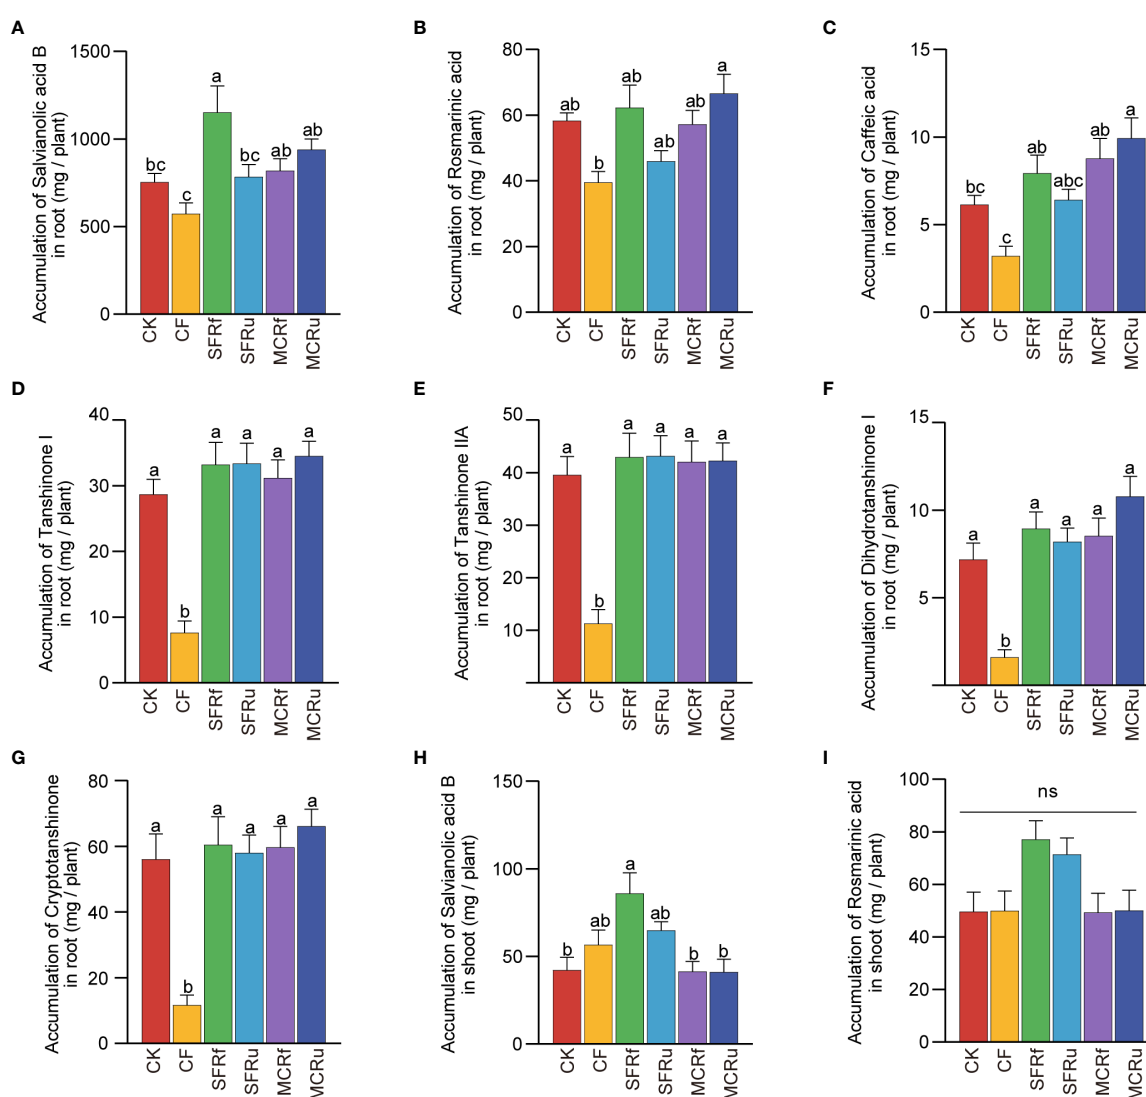 A
Accumulation of Salvianolic acid B
in root (mg / plant)
1500
1000
500
0
bc
c
a
bc
ab
ab
CK
CF
SFRf
SFRu
MCRf
MCRu
B
Accumulation of Rosmarinic acid
in root (mg / plant)
80
60
40
20
0
ab
b
ab
ab
ab
a
CK
CF
SFRf
SFRu
MCRf
MCRu
C
Accumulation of Caffeic acid
in root (mg / plant)
15
10
5
0
bc
c
ab
abc
ab
a
CK
CF
SFRf
SFRu
MCRf
MCRu
D
Accumulation of Tanshinone I
in root (mg / plant)
40
30
20
10
0
a
b
a
a
a
a
CK
CF
SFRf
SFRu
MCRf
MCRu
E
Accumulation of Tanshinone IIA
in root (mg / plant)
50
40
30
20
10
a
b
a
a
a
a
CK
CF
SFRf
SFRu
MCRf
MCRu
F
Accumulation of Dihydrotanshinone I
in root (mg / plant)
15
10
5
a
b
a
a
a
a
CK
CF
SFRf
SFRu
MCRf
MCRu
G
Accumulation of Cryptotanshinone
in root (mg / plant)
80
60
40
20
0
a
b
a
a
a
a
CK
CF
SFRf
SFRu
MCRf
MCRu
H
Accumulation of Salvianolic acid B
in shoot (mg / plant)
150
100
50
0
b
ab
a
ab
b
b
CK
CF
SFRf
SFRu
MCRf
MCRu
I
Accumulation of Rosmarinic acid
in shoot (mg / plant)
100
80
60
40
20
0
ns
CK
CF
SFRf
SFRu
MCRf
MCRu